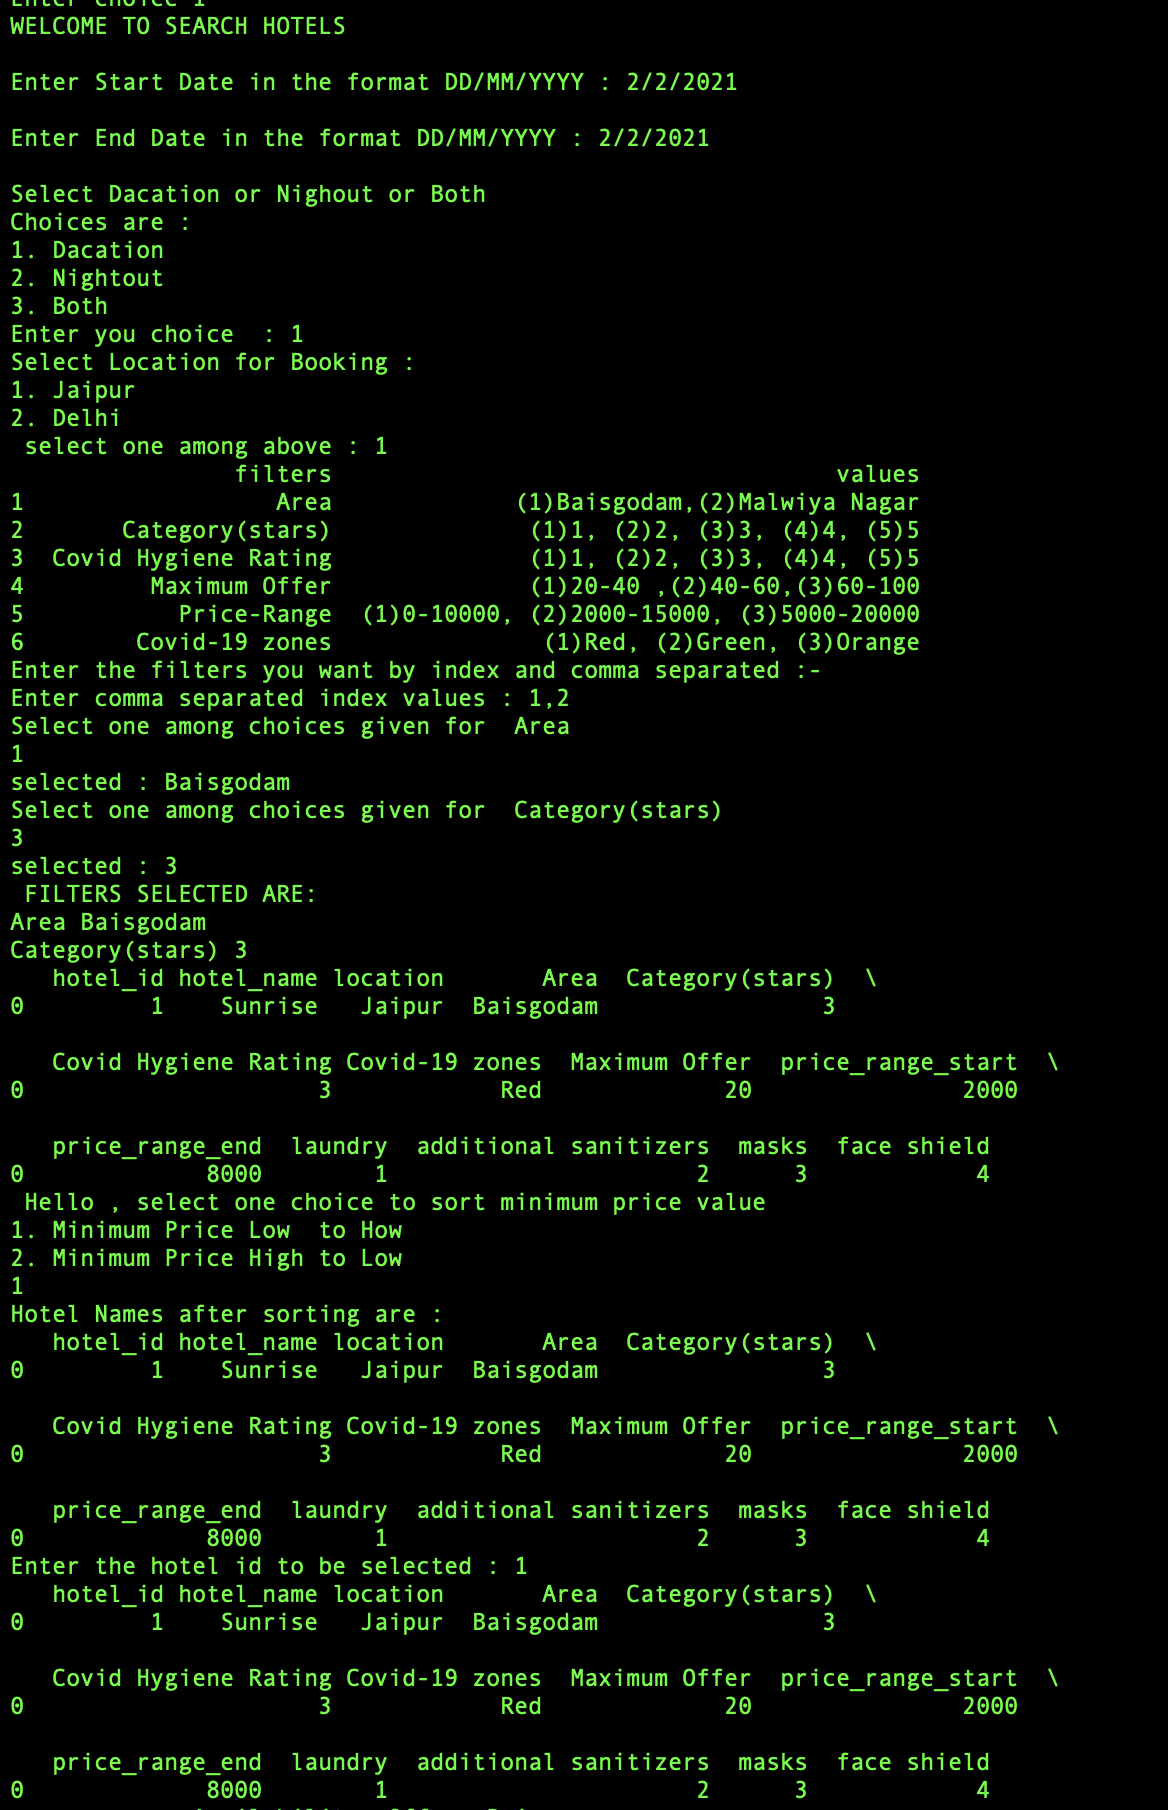 Enter choice 1
WELCOME TO SEARCH HOTELS
Enter Start Date in the format DD/MM/YYYY : 2/2/2021
Enter End Date in the format DD/MM/YYYY : 2/2/2021
Select Dacation or Nighout or Both
Choices are :
1. Dacation
2. Nightout
3. Both
Enter you choice  : 1
Select Location for Booking :
1. Jaipur
2. Delhi
 select one among above : 1
                filters                                    values
1                  Area             (1)Baisgodam,(2)Malwiya Nagar
2       Category(stars)              (1)1, (2)2, (3)3, (4)4, (5)5
3  Covid Hygiene Rating              (1)1, (2)2, (3)3, (4)4, (5)5
4         Maximum Offer              (1)20-40 ,(2)40-60,(3)60-100
5           Price-Range  (1)0-10000, (2)2000-15000, (3)5000-20000
6        Covid-19 zones               (1)Red, (2)Green, (3)Orange
Enter the filters you want by index and comma separated :-
Enter comma separated index values : 1,2
Select one among choices given for  Area
1
selected : Baisgodam
Select one among choices given for  Category(stars)
3
selected : 3
 FILTERS SELECTED ARE:
Area Baisgodam
Category(stars) 3
   hotel_id hotel_name location       Area  Category(stars)  \
0         1    Sunrise   Jaipur  Baisgodam                3
   Covid Hygiene Rating Covid-19 zones  Maximum Offer  price_range_start  \
0                     3            Red             20               2000
   price_range_end  laundry  additional sanitizers  masks  face shield
0             8000        1                      2      3            4
 Hello , select one choice to sort minimum price value
1. Minimum Price Low  to How
2. Minimum Price High to Low
1
Hotel Names after sorting are :
   hotel_id hotel_name location       Area  Category(stars)  \
0         1    Sunrise   Jaipur  Baisgodam                3
   Covid Hygiene Rating Covid-19 zones  Maximum Offer  price_range_start  \
0                     3            Red             20               2000
   price_range_end  laundry  additional sanitizers  masks  face shield
0             8000        1                      2      3            4
Enter the hotel id to be selected : 1
   hotel_id hotel_name location       Area  Category(stars)  \
0         1    Sunrise   Jaipur  Baisgodam                3
   Covid Hygiene Rating Covid-19 zones  Maximum Offer  price_range_start  \
0                     3            Red             20               2000
   price_range_end  laundry  additional sanitizers  masks  face shield
0             8000        1                      2      3            4